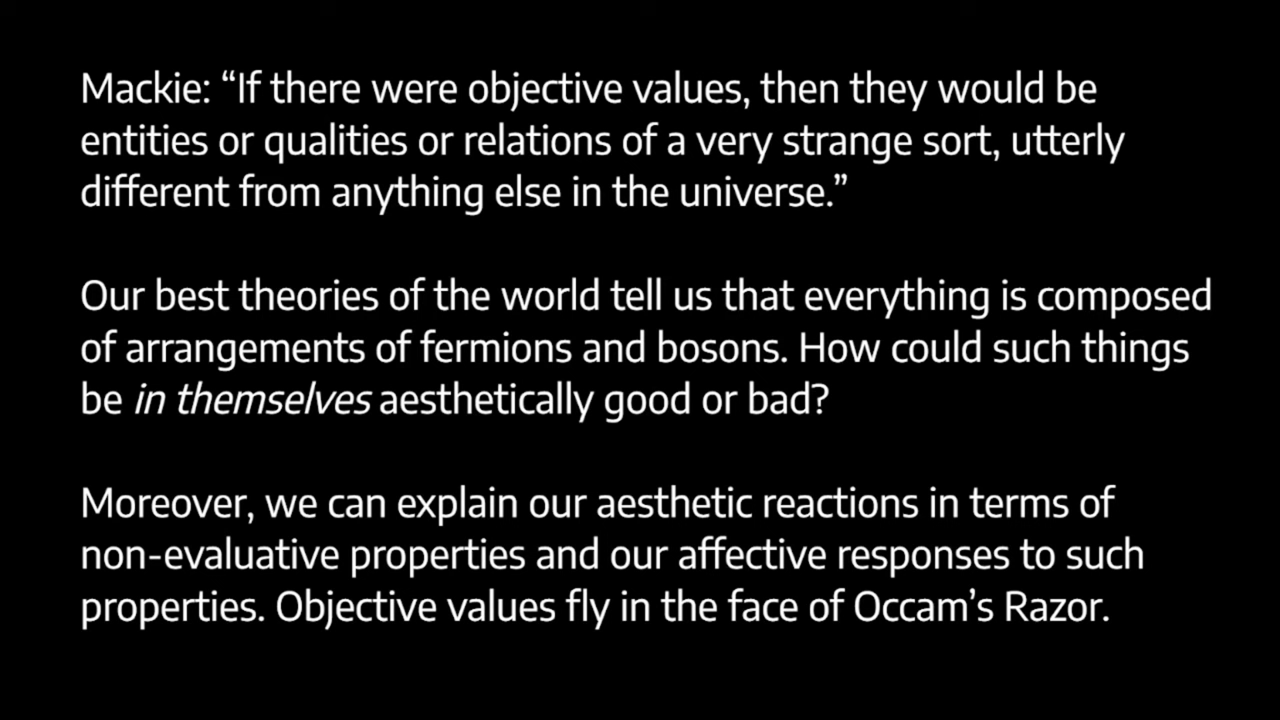 Mackie: “If there were objective values, then they would be
entities or qualities or relations of a very strange sort, utterly
different from anything else in the universe.”
Our best theories of the world tell us that everything is composed
of arrangements of fermions and bosons. How could such things
be in themselves aesthetically good or bad?
Moreover, we can explain our aesthetic reactions in terms of
non-evaluative properties and our affective responses to such
properties. Objective values fly in the face of Occam’s Razor.